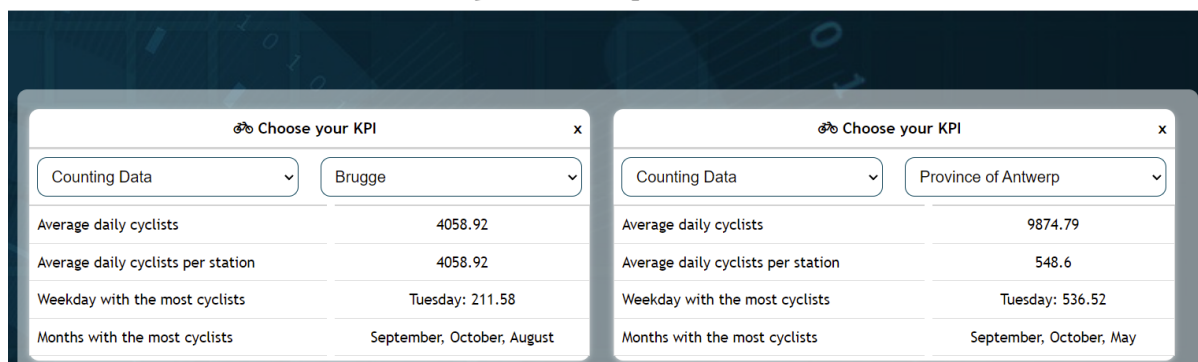 Choose your KPI x
Counting Data Brugge
Average daily cyclists 4058.92
Average daily cyclists per station 4058.92
Weekday with the most cyclists Tuesday: 211.58
Months with the most cyclists September, October, August
Choose your KPI x
Counting Data Province of Antwerp
Average daily cyclists 9874.79
Average daily cyclists per station 548.6
Weekday with the most cyclists Tuesday: 536.52
Months with the most cyclists September, October, May